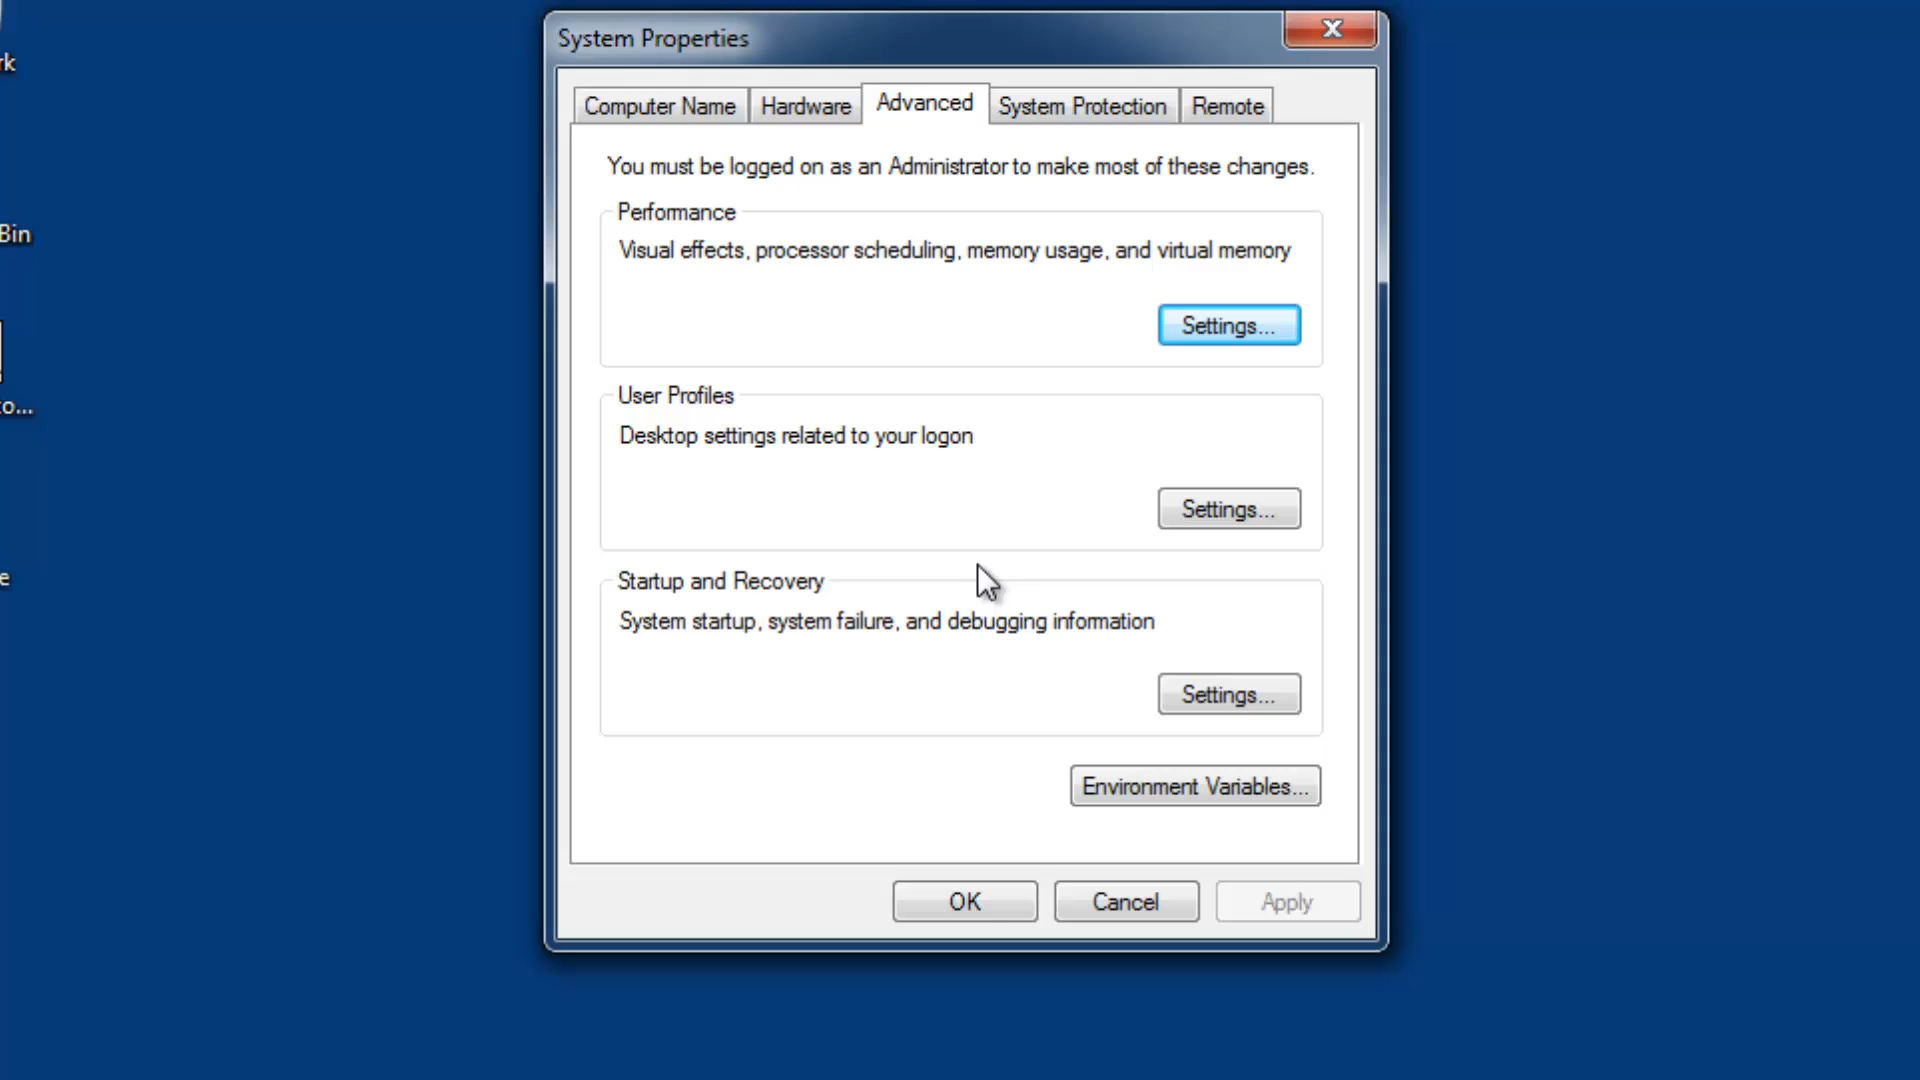 System Properties
rk
Computer Name Hardware Advanced System Protection Remote
You must be logged on as an Administrator to make most of these changes.
Performance
Bin
Visual effects, processor scheduling, memory usage, and virtual memory
Settings...
User Profiles
to...
Desktop settings related to your logon
Settings...
e
Startup and Recovery
System startup, system failure, and debugging information
Settings...
Environment Variables...
OK Cancel Apply